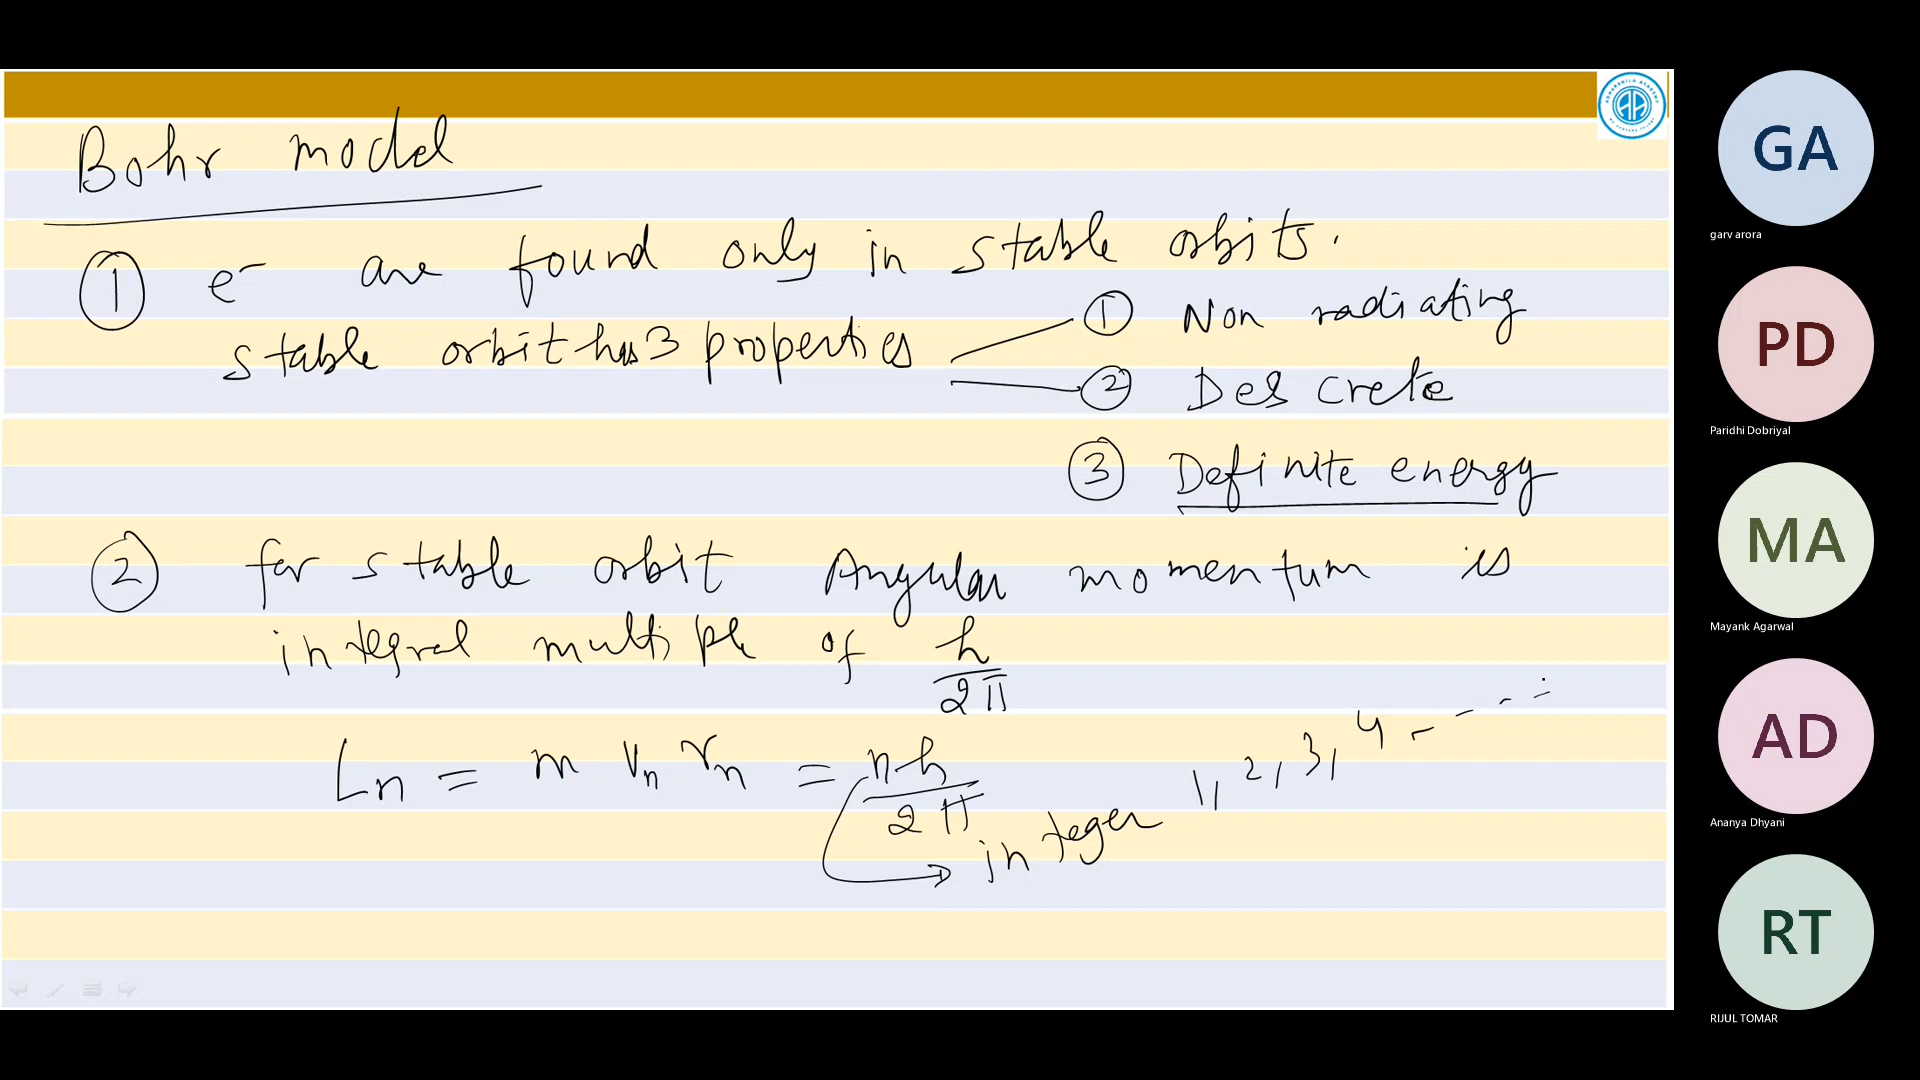 Bohr model
① e⁻ are found only in stable orbits.
stable orbit has 3 properties
① Non radiating
② Descrete
③ Definite energy
② for stable orbit Angular momentum is
integral multiple of h/2π
Lₙ = m vₙ rₙ = nh/2π
integer 1, 2, 3, 4 - - - -
GA
garv arora
PD
Paridhi Dobriyal
MA
Mayank Agarwal
AD
Ananya Dhyani
RT
RIJUL TOMAR